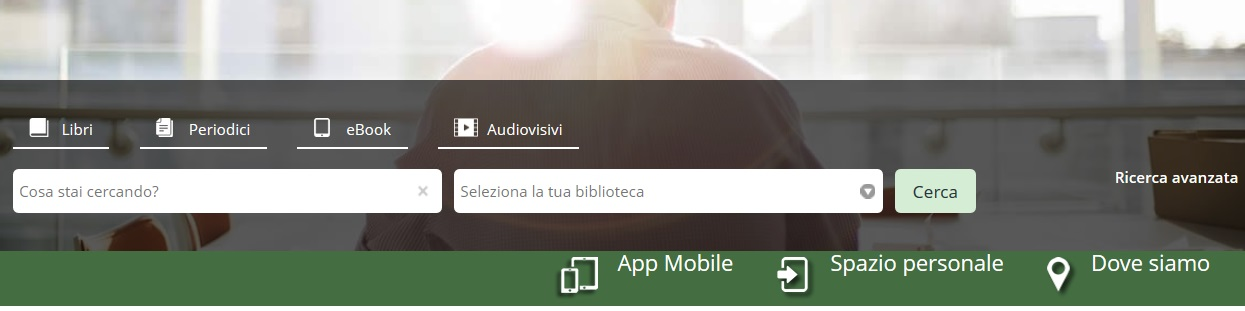 Libri Periodici eBook Audiovisivi
Cosa stai cercando? Seleziona la tua biblioteca Cerca Ricerca avanzata
App Mobile Spazio personale Dove siamo